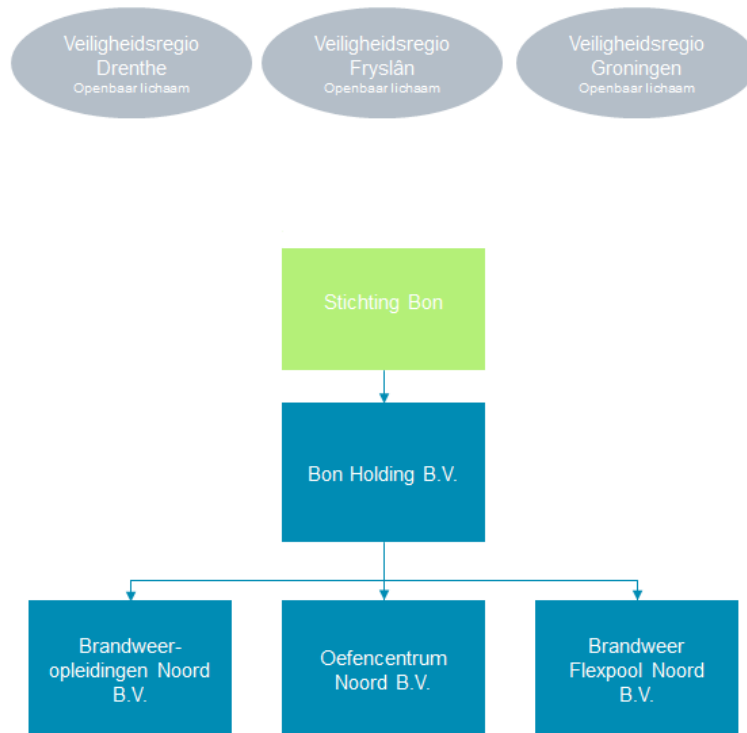 Veiligheidsregio
Drenthe
Openbaar lichaam
Veiligheidsregio
Fryslân
Openbaar lichaam
Veiligheidsregio
Groningen
Openbaar lichaam
Stichting Bon
Bon Holding B.V.
Brandweer-
opleidingen Noord
B.V.
Oefencentrum
Noord B.V.
Brandweer
Flexpool Noord
B.V.